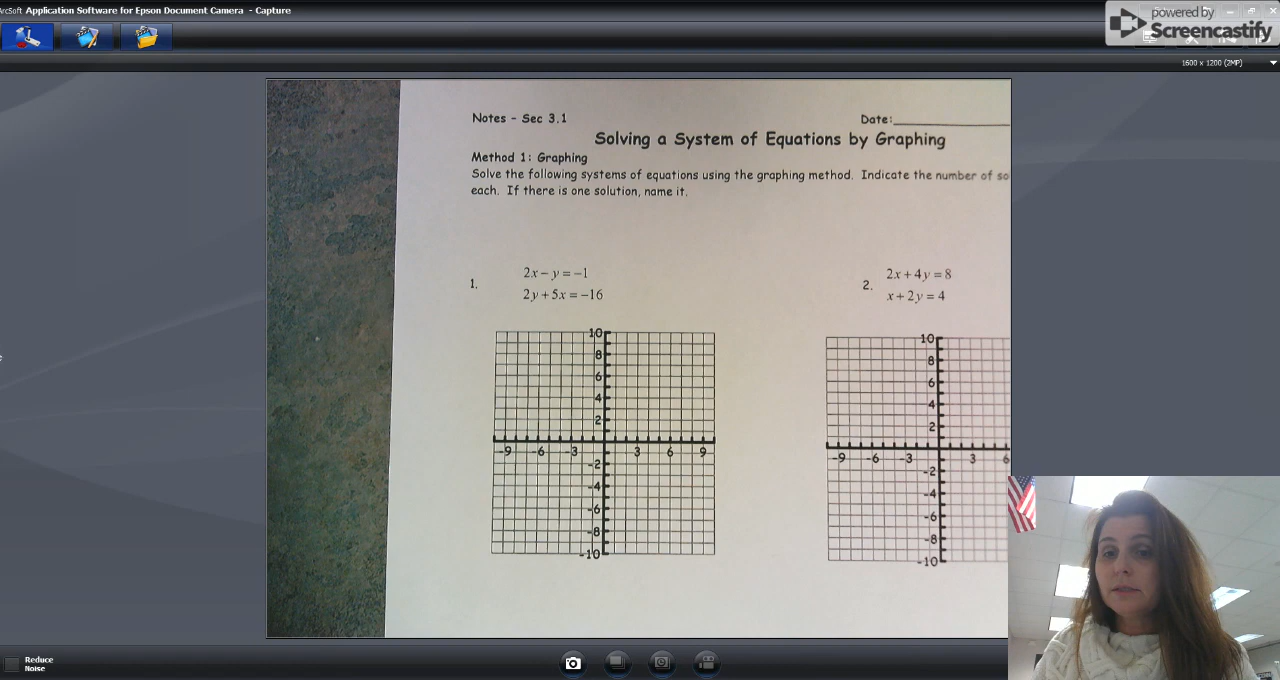 ArcSoft Application Software for Epson Document Camera - Capture
powered by
Screencastify
1600 x 1200 (2MP)
Notes - Sec 3.1
Date:
Solving a System of Equations by Graphing
Method 1: Graphing
Solve the following systems of equations using the graphing method. Indicate the number of so
each. If there is one solution, name it.
1.
2x - y = -1
2y + 5x = -16
2.
2x + 4y = 8
x + 2y = 4
10
8
6
4
2
-9 -6 -3 3 6 9
-2
-4
-6
-8
-10
10
8
6
4
2
-9 -6 -3 3 6
-2
-4
-6
-8
-10
Reduce
Noise